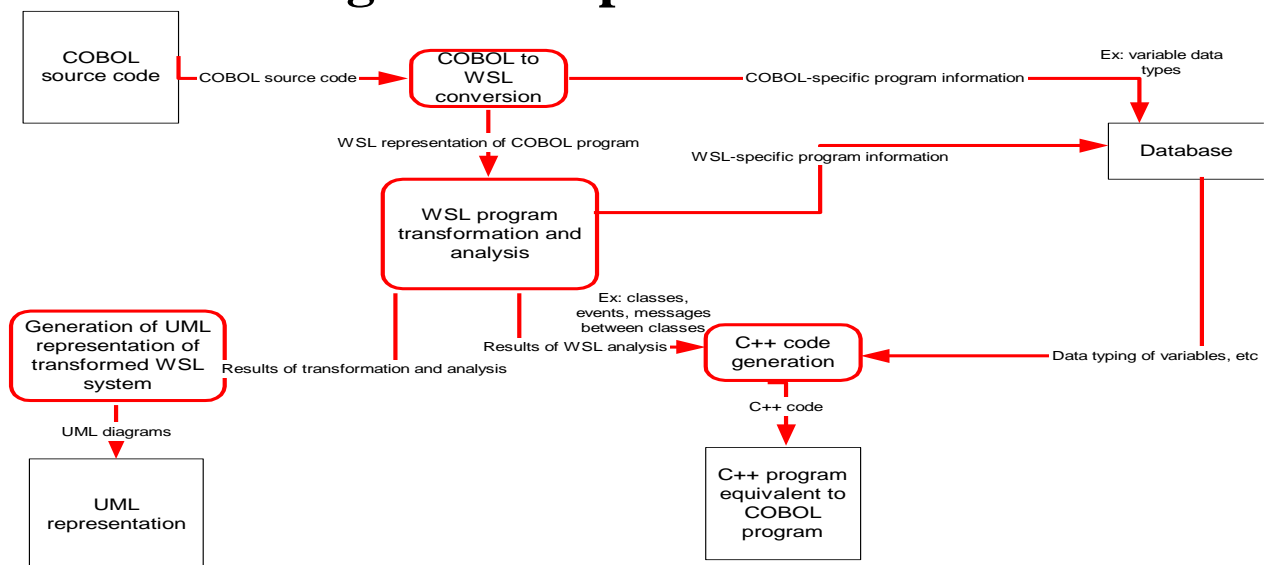 COBOL
source code
COBOL source code
COBOL to
WSL
conversion
COBOL-specific program information
Ex: variable data
types
WSL representation of COBOL program
WSL-specific program information
Database
WSL program
transformation and
analysis
Ex: classes,
events, messages
between classes
Generation of UML
representation of
transformed WSL
system
Results of transformation and analysis
Results of WSL analysis
C++ code
generation
Data typing of variables, etc
C++ code
UML diagrams
UML
representation
C++ program
equivalent to
COBOL
program